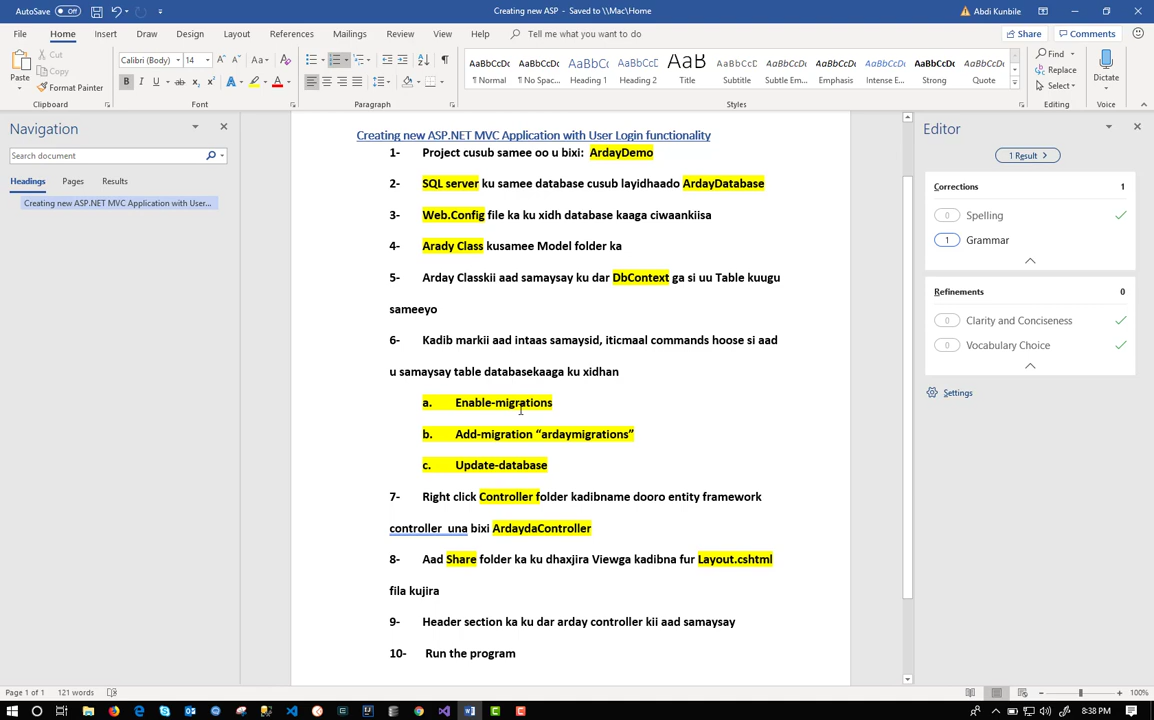 AutoSave Off
Creating new ASP - Saved to \\Mac\Home
Abdi Kunbile
File Home Insert Draw Design Layout References Mailings Review View Help Tell me what you want to do
Share Comments
Paste
Cut
Copy
Format Painter
Clipboard
Calibri (Body) 14
Font
Paragraph
AaBbCcDc AaBbCcDc AaBbC AaBbCcC AaB AaBbCcC AaBbCcDc AaBbCcDc AaBbCcDc AaBbCcDc AaBbCcDc
¶ Normal ¶ No Spac... Heading 1 Heading 2 Title Subtitle Subtle Em... Emphasis Intense E... Strong Quote
Styles
Find
Replace
Select
Editing
Dictate
Voice
Navigation
Search document
Headings Pages Results
Creating new ASP.NET MVC Application with User...
Creating new ASP.NET MVC Application with User Login functionality
1- Project cusub samee oo u bixi: ArdayDemo
2- SQL server ku samee database cusub layidhaado ArdayDatabase
3- Web.Config file ka ku xidh database kaaga ciwaankiisa
4- Arady Class kusamee Model folder ka
5- Arday Classkii aad samaysay ku dar DbContext ga si uu Table kuugu
sameeyo
6- Kadib markii aad intaas samaysid, iticmaal commands hoose si aad
u samaysay table databasekaaga ku xidhan
a. Enable-migrations
b. Add-migration “ardaymigrations”
c. Update-database
7- Right click Controller folder kadibname dooro entity framework
controller una bixi ArdaydaController
8- Aad Share folder ka ku dhaxjira Viewga kadibna fur Layout.cshtml
fila kujira
9- Header section ka ku dar arday controller kii aad samaysay
10- Run the program
Editor
1 Result
Corrections 1
0 Spelling
1 Grammar
Refinements 0
0 Clarity and Conciseness
0 Vocabulary Choice
Settings
Page 1 of 1 121 words
100%
8:38 PM